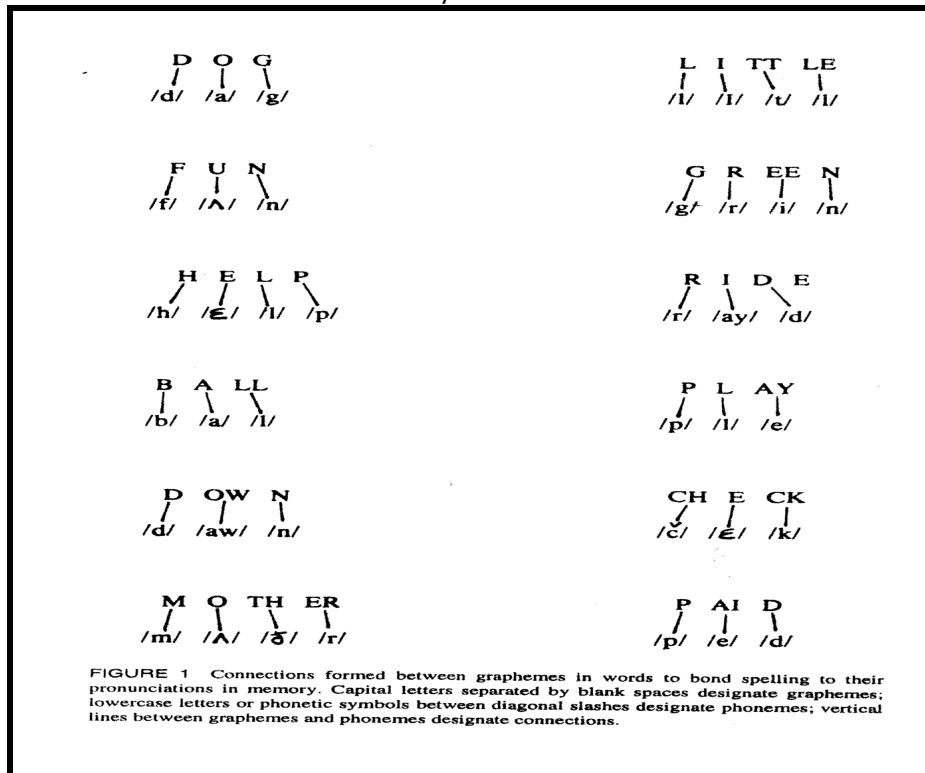 D O G
/d/ /a/ /g/
F U N
/f/ /ʌ/ /n/
H E L P
/h/ /ɛ/ /l/ /p/
B A LL
/b/ /a/ /l/
D OW N
/d/ /aw/ /n/
M O TH ER
/m/ /ʌ/ /ð/ /r/
L I TT LE
/l/ /I/ /t/ /l/
G R EE N
/g/ /r/ /i/ /n/
R I D E
/r/ /ay/ /d/
P L AY
/p/ /l/ /e/
CH E CK
/č/ /ɛ/ /k/
P AI D
/p/ /e/ /d/
FIGURE 1 Connections formed between graphemes in words to bond spelling to their
pronunciations in memory. Capital letters separated by blank spaces designate graphemes;
lowercase letters or phonetic symbols between diagonal slashes designate phonemes; vertical
lines between graphemes and phonemes designate connections.